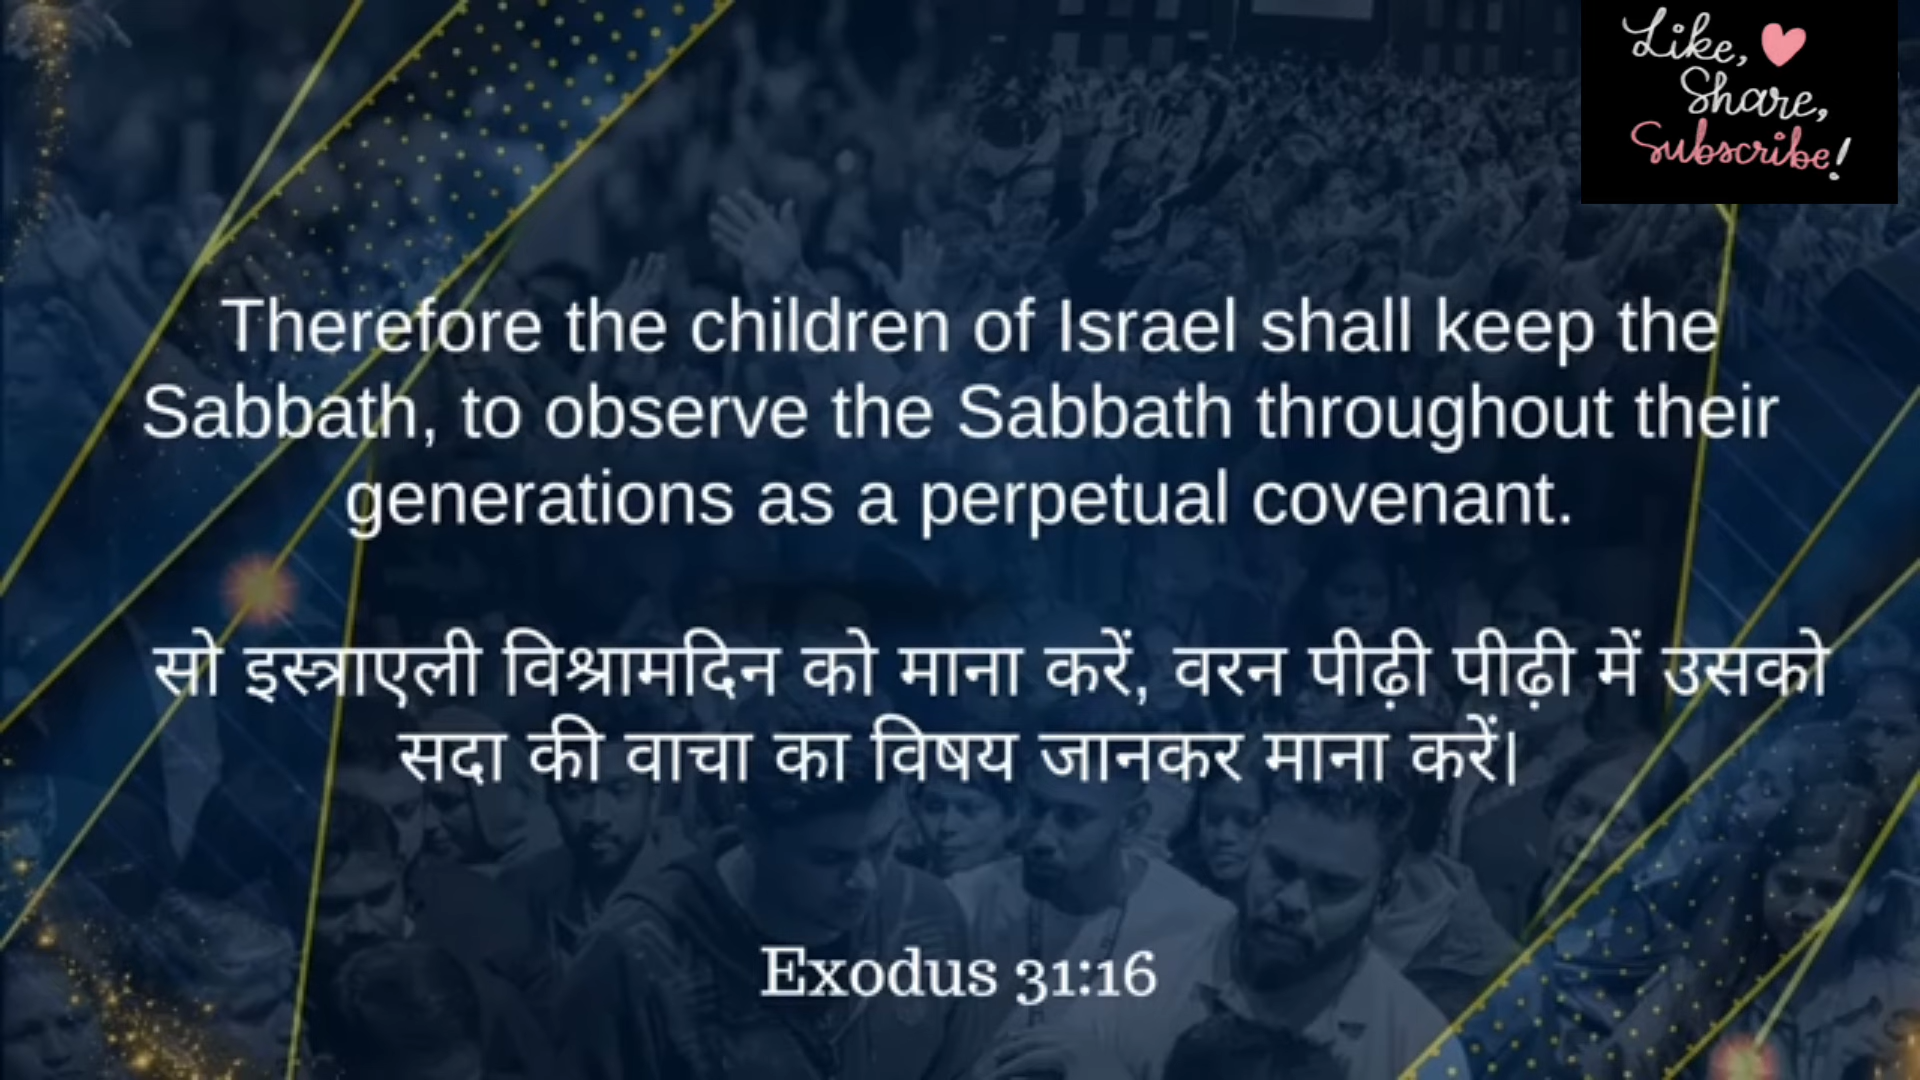 Like,
Share,
Subscribe!
Therefore the children of Israel shall keep the
Sabbath, to observe the Sabbath throughout their
generations as a perpetual covenant.
सो इस्त्राएली विश्रामदिन को माना करें, वरन पीढ़ी पीढ़ी में उसको
सदा की वाचा का विषय जानकर माना करें।
Exodus 31:16